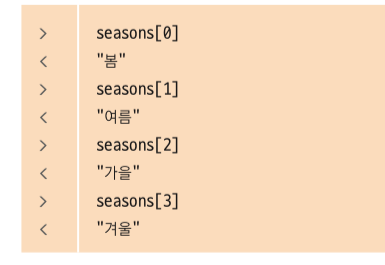 > seasons[0]
< "봄"
> seasons[1]
< "여름"
> seasons[2]
< "가을"
> seasons[3]
< "겨울"